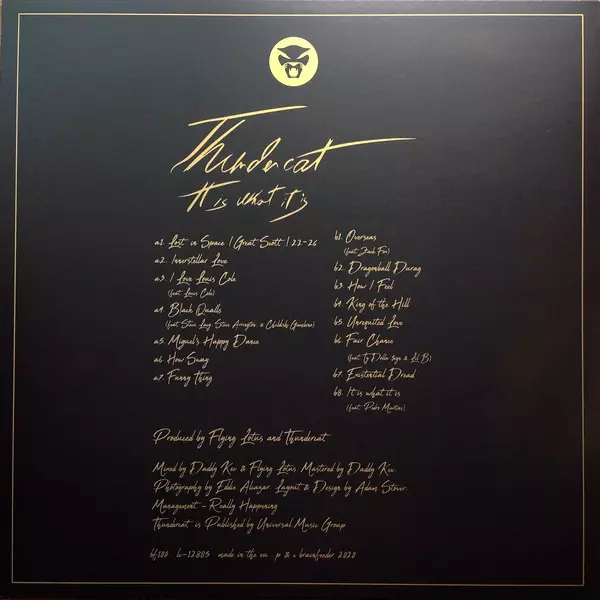 Thundercat
It is what it is
a1. Lost in Space / Great Scott / 22-26
a2. Innerstellar Love
a3. I Love Louis Cole
(feat. Louis Cole)
a4. Black Qualls
(feat Steve Lacy, Steve Arrington & Childish Gambino)
a5. Miguel's Happy Dance
a6. How Sway
a7. Funny Thing
b1. Overseas
(feat. Zack Fox)
b2. Dragonball Durag
b3. How I Feel
b4. King of the Hill
b5. Unrequited Love
b6. Fair Chance
(feat Ty Dolla $ign & Lil B)
b7. Existential Dread
b8. It is what it is
(feat. Pedro Martins)
Produced by Flying Lotus and Thundercat
Mixed by Daddy Kev & Flying Lotus. Mastered by Daddy Kev.
Photography by Eddie Alcazar. Layout & Design by Adam Stover.
Management - Really Happening
Thundercat is Published by Universal Music Group
bf100 lc-12885 made in the eu p & c brainfeeder 2020